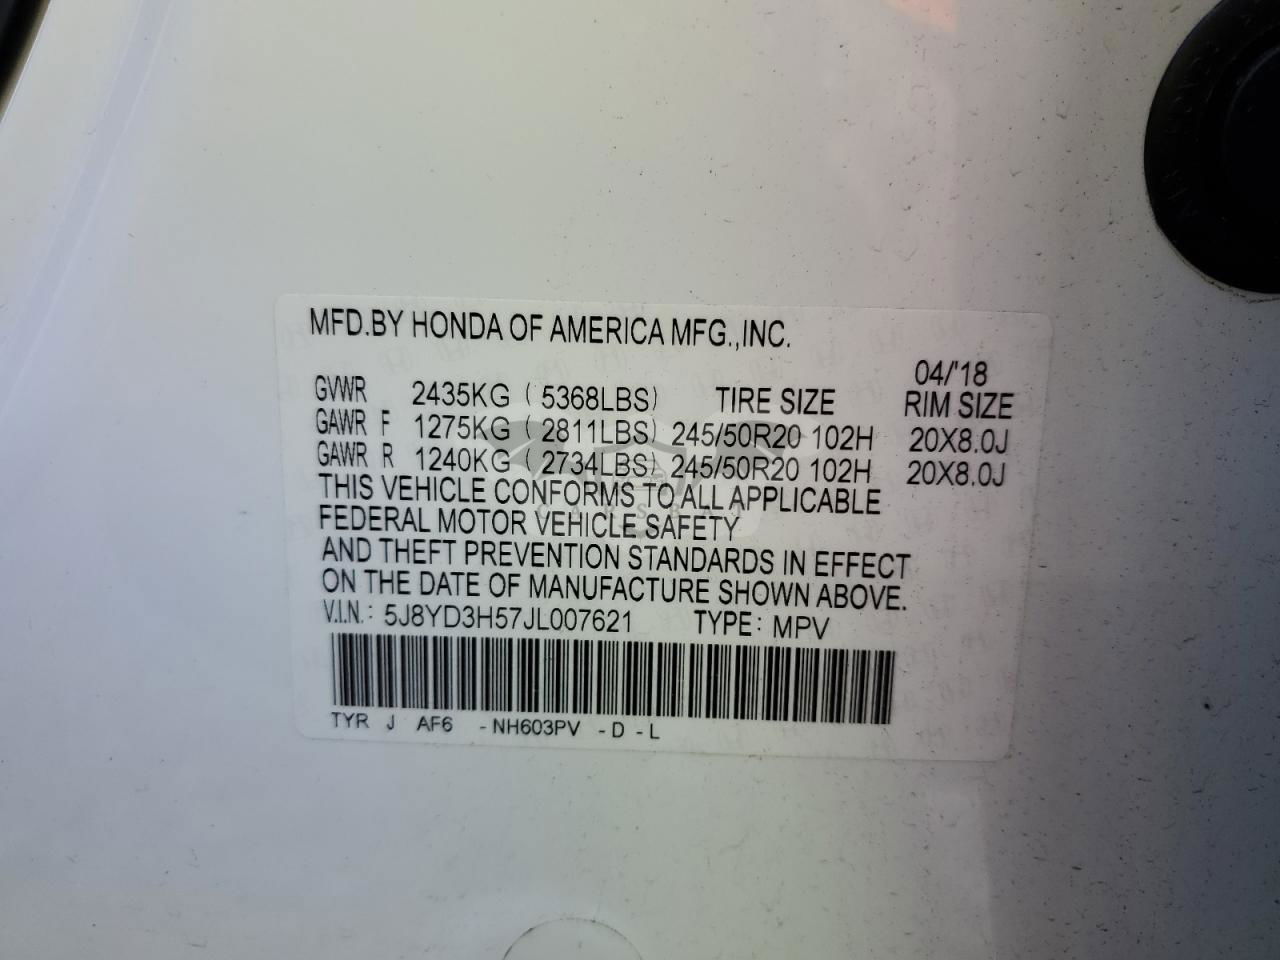 MFD.BY HONDA OF AMERICA MFG.,INC.
04/'18
GVWR 2435KG ( 5368LBS) TIRE SIZE RIM SIZE
GAWR F 1275KG ( 2811LBS) 245/50R20 102H 20X8.0J
GAWR R 1240KG ( 2734LBS) 245/50R20 102H 20X8.0J
THIS VEHICLE CONFORMS TO ALL APPLICABLE
FEDERAL MOTOR VEHICLE SAFETY
AND THEFT PREVENTION STANDARDS IN EFFECT
ON THE DATE OF MANUFACTURE SHOWN ABOVE.
V.I.N.: 5J8YD3H57JL007621 TYPE: MPV
TYR J AF6 -NH603PV -D -L